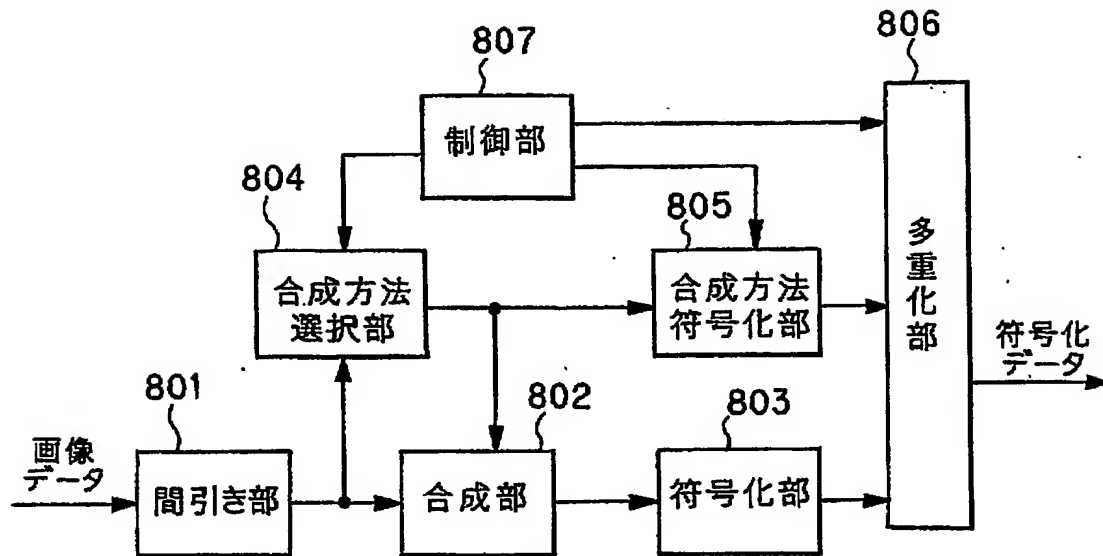 807
制御部
806
多重化部
804
合成方法
選択部
805
合成方法
符号化部
符号化
データ
801
画像
データ
間引き部
802
合成部
803
符号化部